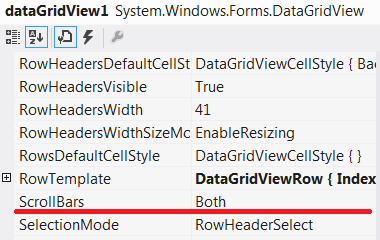 dataGridView1 System.Windows.Forms.DataGridView
RowHeadersDefaultCellSt DataGridViewCellStyle { Bac
RowHeadersVisible True
RowHeadersWidth 41
RowHeadersWidthSizeMo EnableResizing
RowsDefaultCellStyle DataGridViewCellStyle { }
RowTemplate DataGridViewRow { Index
ScrollBars Both
SelectionMode RowHeaderSelect